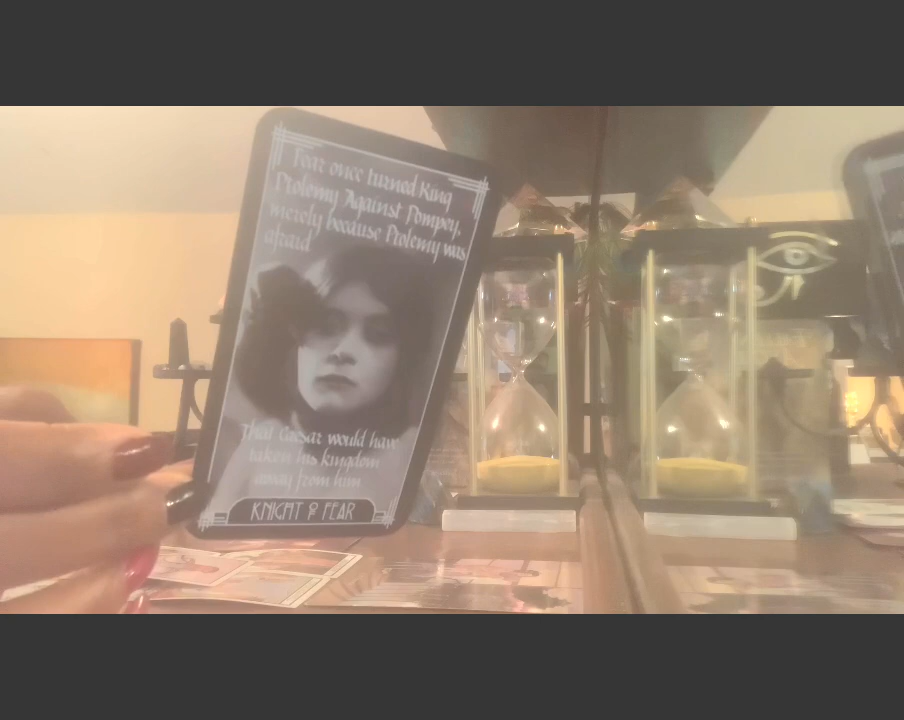 Fear once turned King
Ptolemy Against Pompey,
merely because Ptolemy was
afraid
That Caesar would have
taken his kingdom
away from him
KNIGHT OF FEAR